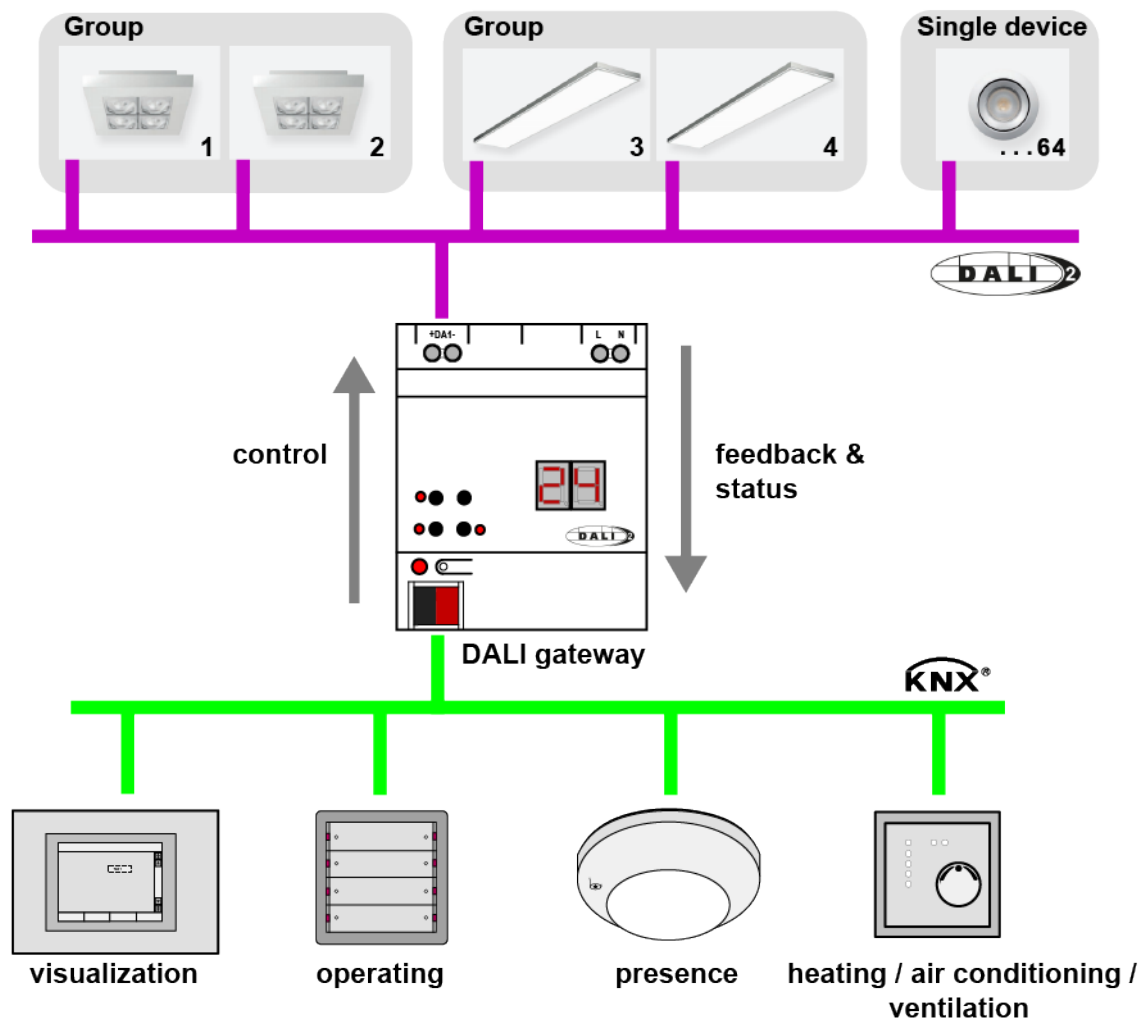 Group
Group
Single device
1
2
3
4
...64
DALI 2
+DA1-
L N
control
feedback &
status
24
DALI 2
DALI gateway
KNX®
visualization
operating
presence
heating / air conditioning /
ventilation